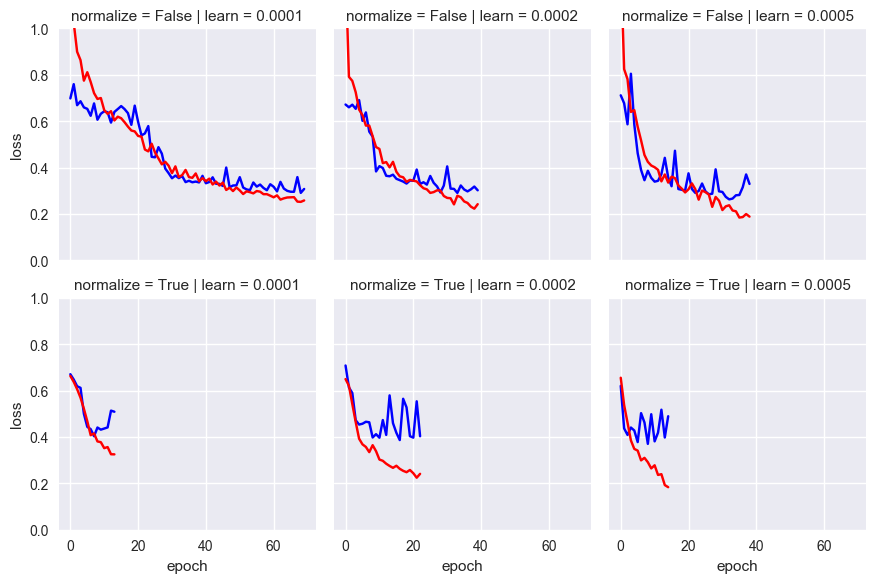 normalize = False | learn = 0.0001
normalize = False | learn = 0.0002
normalize = False | learn = 0.0005
1.0
0.8
0.6
0.4
0.2
0.0
loss
normalize = True | learn = 0.0001
normalize = True | learn = 0.0002
normalize = True | learn = 0.0005
1.0
0.8
0.6
0.4
0.2
0.0
loss
0 20 40 60
0 20 40 60
0 20 40 60
epoch
epoch
epoch